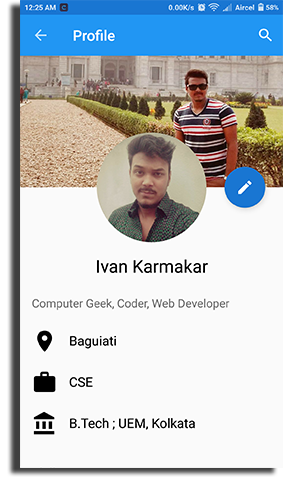 12:25 AM 0.00K/s Aircel 58%
Profile
Ivan Karmakar
Computer Geek, Coder, Web Developer
Baguiati
CSE
B.Tech ; UEM, Kolkata